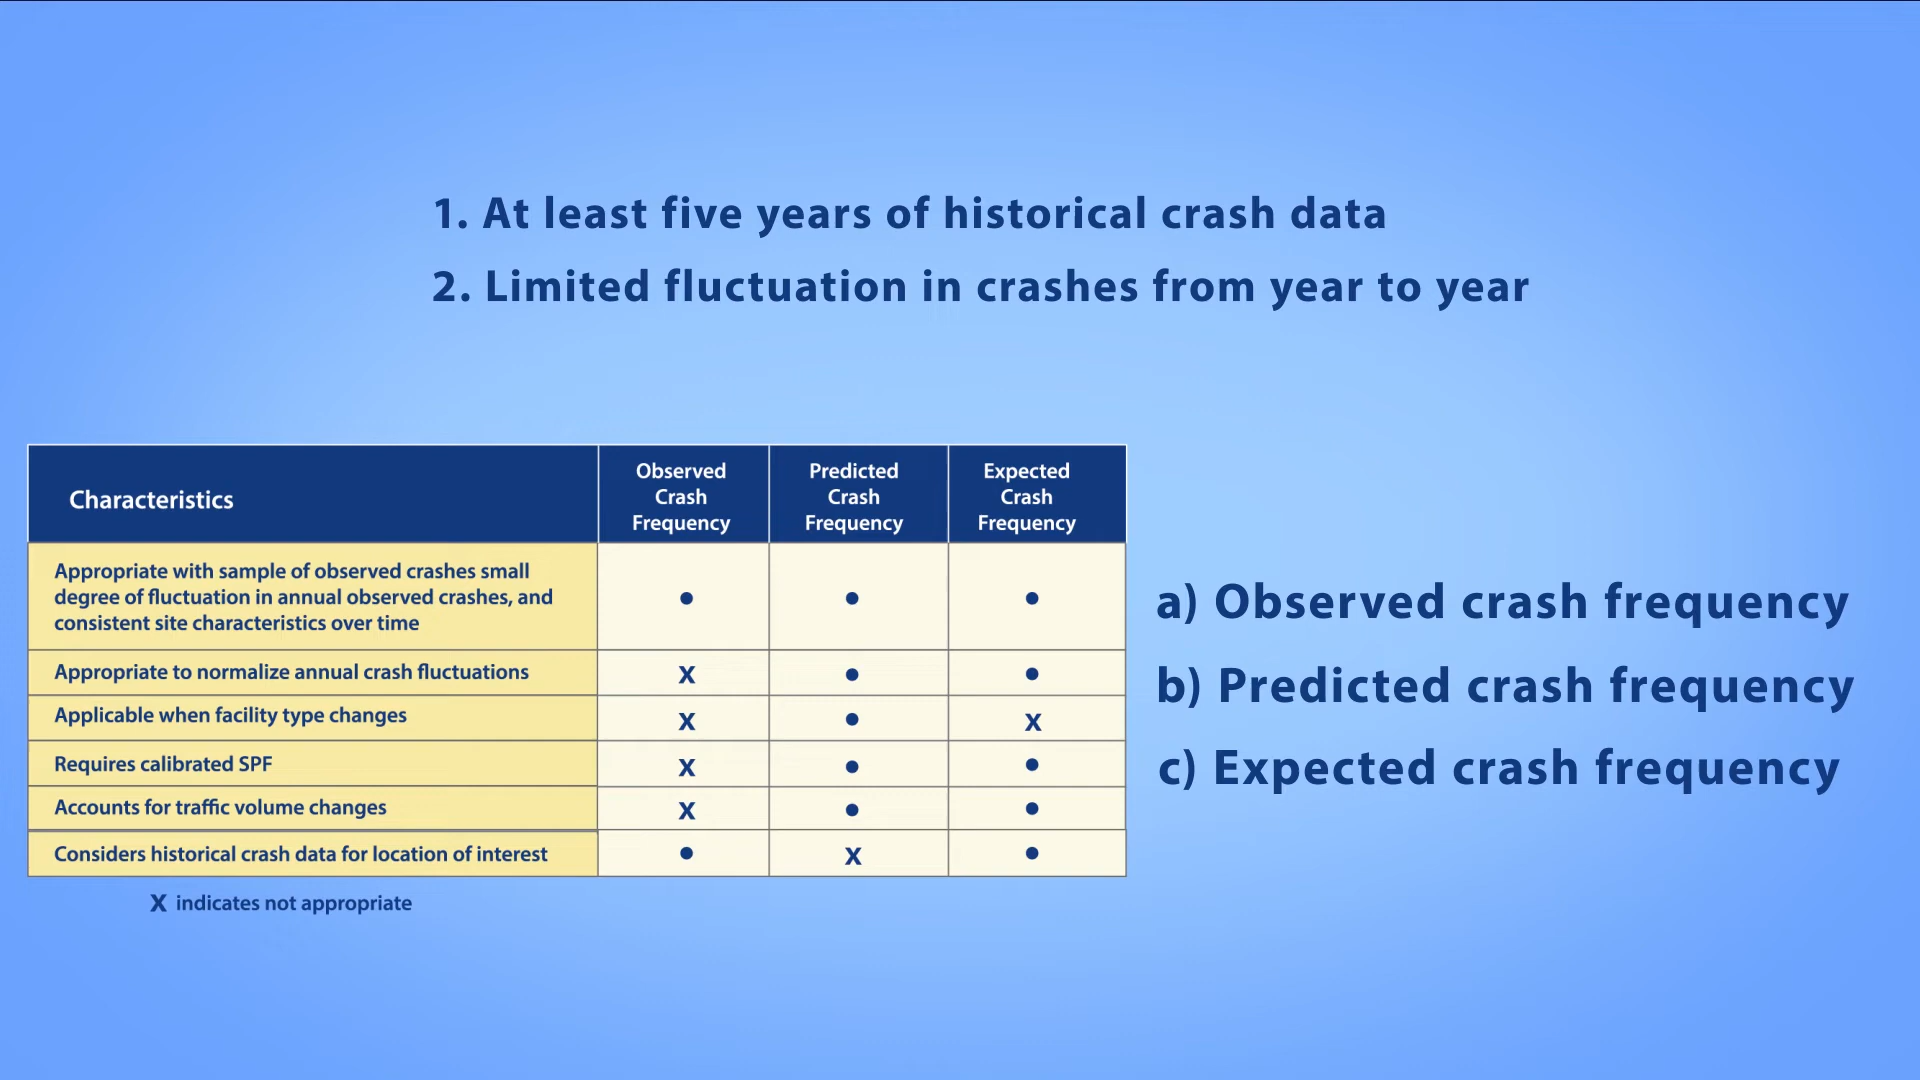 1. At least five years of historical crash data
2. Limited fluctuation in crashes from year to year
Characteristics
Observed
Crash
Frequency
Predicted
Crash
Frequency
Expected
Crash
Frequency
Appropriate with sample of observed crashes small
degree of fluctuation in annual observed crashes, and
consistent site characteristics over time
• • •
Appropriate to normalize annual crash fluctuations
x • •
Applicable when facility type changes
x • x
Requires calibrated SPF
x • •
Accounts for traffic volume changes
x • •
Considers historical crash data for location of interest
• x •
X indicates not appropriate
a) Observed crash frequency
b) Predicted crash frequency
c) Expected crash frequency